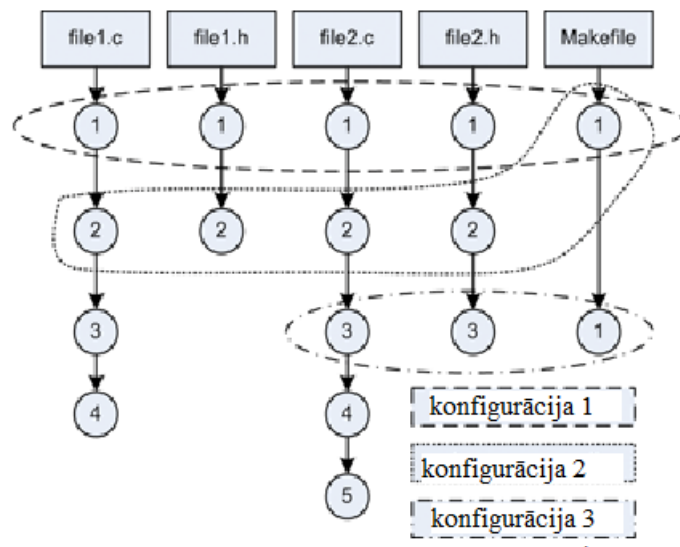 file1.c file1.h file2.c file2.h Makefile
1 1 1 1 1
2 2 2 2
3 3 3 1
4 4
konfigurācija 1
konfigurācija 2
5
konfigurācija 3